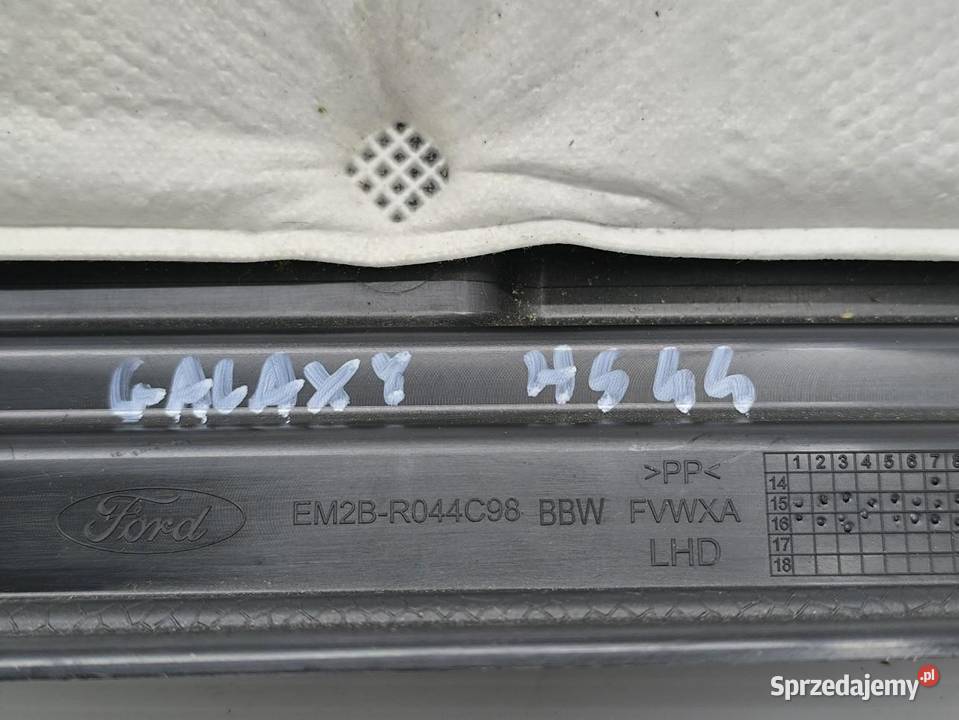 GALAXY HS44
>PP<
Ford EM2B-R044C98 BBW FVWXA
LHD
1 2 3 4 5 6 7 8
14
15
16
17
18
Sprzedajemy.pl